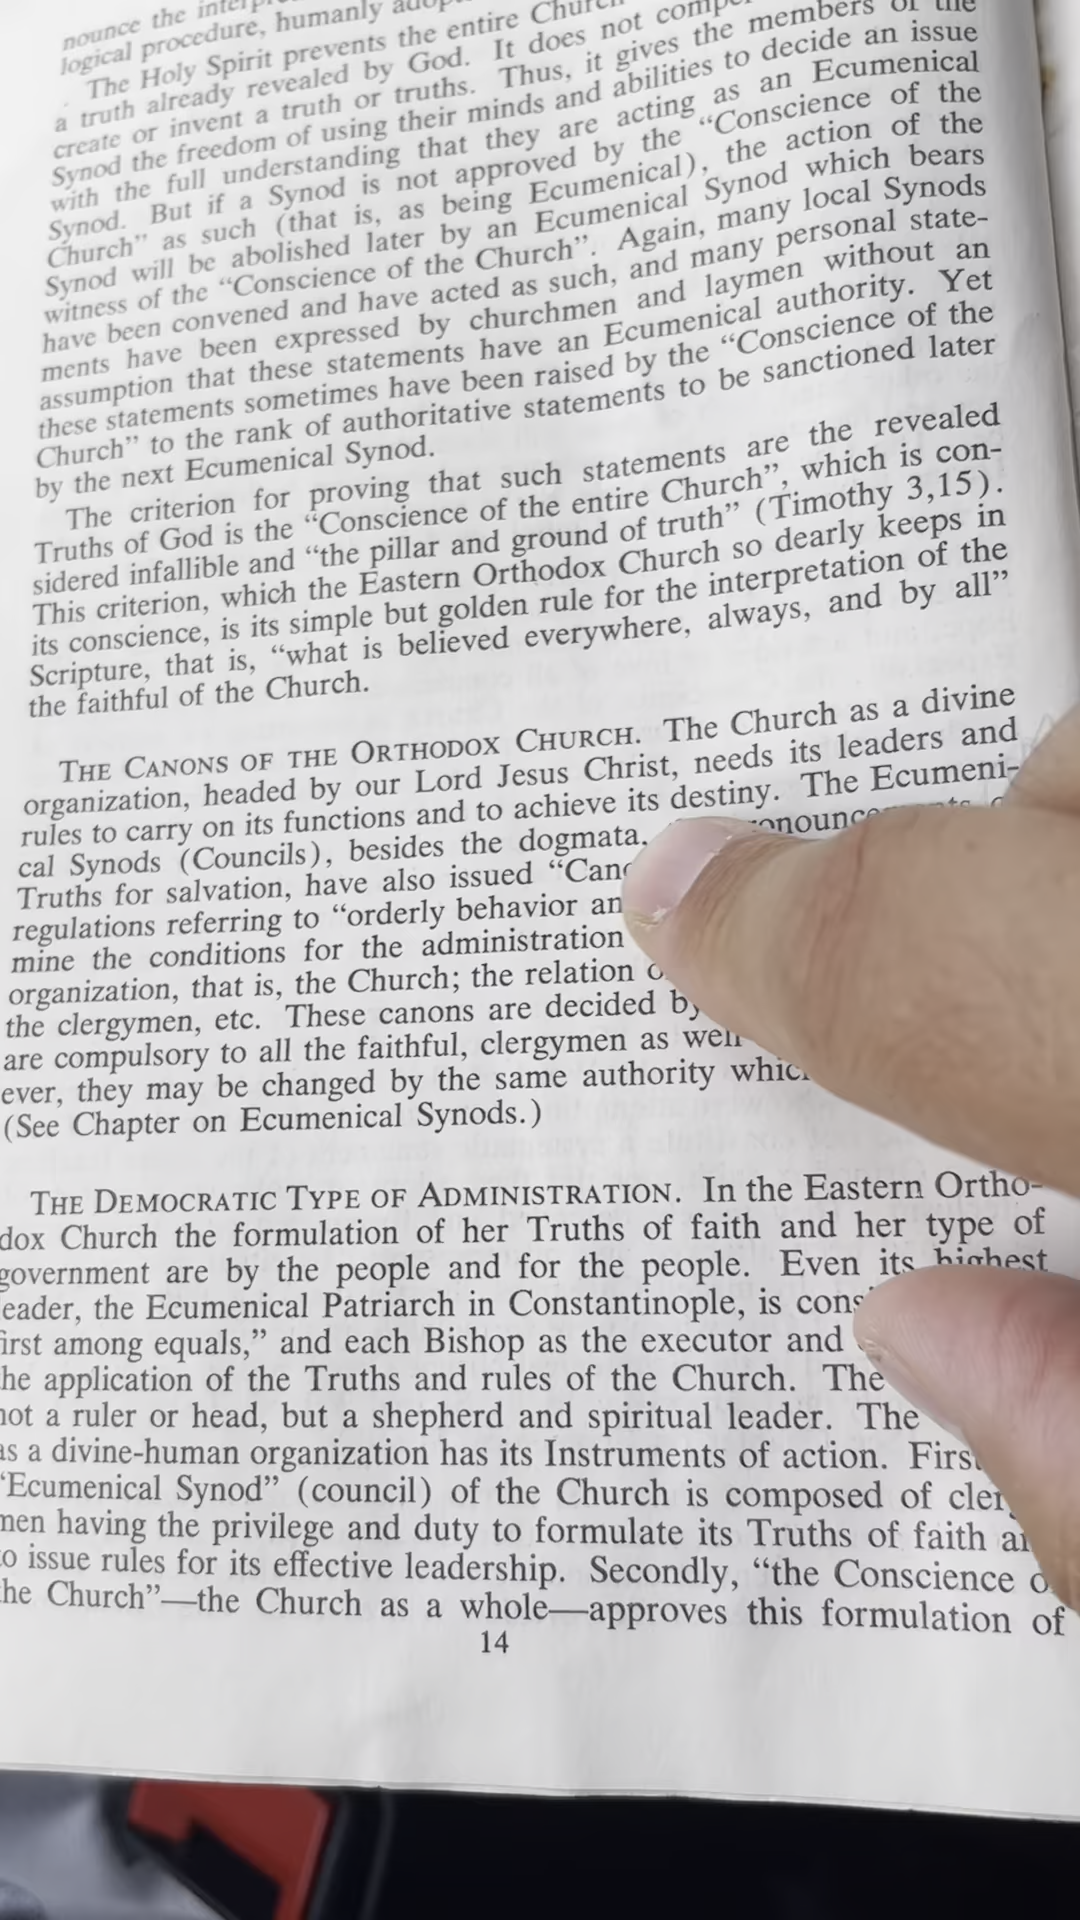 nounce the
logical procedure, humanly
The Holy Spirit prevents the entire
a truth already revealed by God. It does not
create or invent a truth or truths. Thus, it gives the members of the
Synod the freedom of using their minds and abilities to decide an issue
with the full understanding that they are acting as an Ecumenical
Synod. But if a Synod is not approved by the “Conscience of the
Church” as such (that is, as being Ecumenical), the action of the
Synod will be abolished later by an Ecumenical Synod which bears
witness of the “Conscience of the Church”. Again, many local Synods
have been convened and have acted as such, and many personal state-
ments have been expressed by churchmen and laymen without an
assumption that these statements have an Ecumenical authority. Yet
these statements sometimes have been raised by the “Conscience of the
Church” to the rank of authoritative statements to be sanctioned later
by the next Ecumenical Synod.
The criterion for proving that such statements are the revealed
Truths of God is the “Conscience of the entire Church”, which is con-
sidered infallible and “the pillar and ground of truth” (Timothy 3,15).
This criterion, which the Eastern Orthodox Church so dearly keeps in
its conscience, is its simple but golden rule for the interpretation of the
Scripture, that is, “what is believed everywhere, always, and by all”
the faithful of the Church.
THE CANONS OF THE ORTHODOX CHURCH. The Church as a divine
organization, headed by our Lord Jesus Christ, needs its leaders and
rules to carry on its functions and to achieve its destiny. The Ecumeni-
cal Synods (Councils), besides the dogmata,
Truths for salvation, have also issued
regulations referring to “orderly behavior
mine the conditions for the administration
organization, that is, the Church; the relation
the clergymen, etc. These canons are decided
are compulsory to all the faithful, clergymen as well
ever, they may be changed by the same authority
(See Chapter on Ecumenical Synods.)
THE DEMOCRATIC TYPE OF ADMINISTRATION. In the Eastern Ortho-
dox Church the formulation of her Truths of faith and her type of
government are by the people and for the people. Even its highest
eader, the Ecumenical Patriarch in Constantinople, is
irst among equals,” and each Bishop as the executor and
he application of the Truths and rules of the Church. The
not a ruler or head, but a shepherd and spiritual leader. The
as a divine-human organization has its Instruments of action.
“Ecumenical Synod” (council) of the Church is composed of
men having the privilege and duty to formulate its Truths of faith
to issue rules for its effective leadership. Secondly, “the Conscience
the Church”—the Church as a whole—approves this formulation of
14